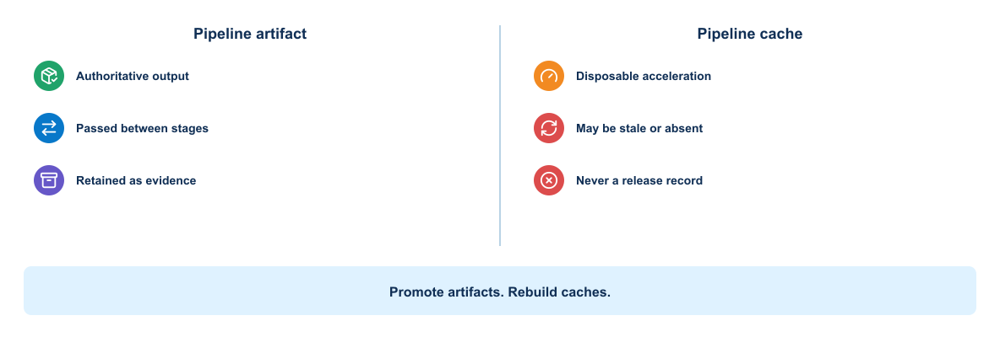 Pipeline artifact
Authoritative output
Passed between stages
Retained as evidence
Pipeline cache
Disposable acceleration
May be stale or absent
Never a release record
Promote artifacts. Rebuild caches.